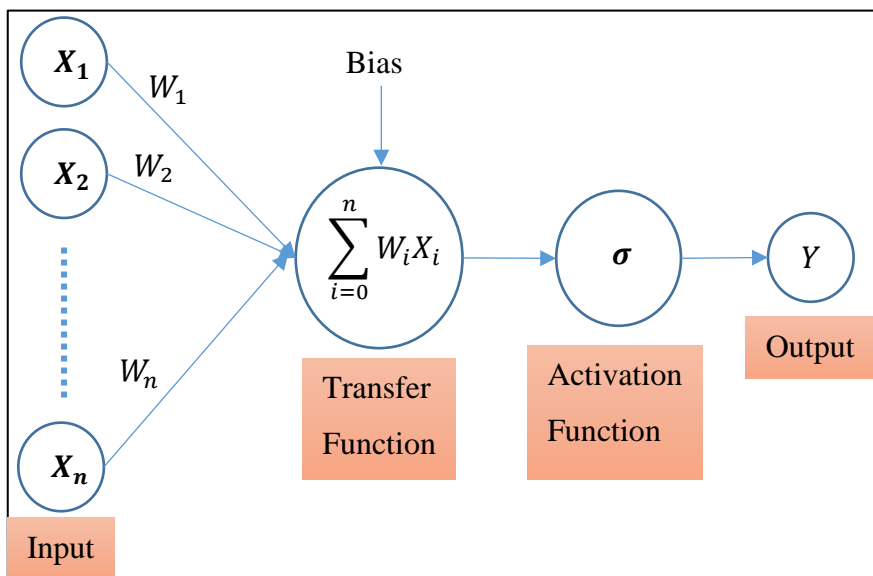 X₁
W₁
Bias
X₂
W₂
n
∑ WᵢXᵢ
i=0
σ
Y
Wₙ
Xₙ
Input
Transfer
Function
Activation
Function
Output